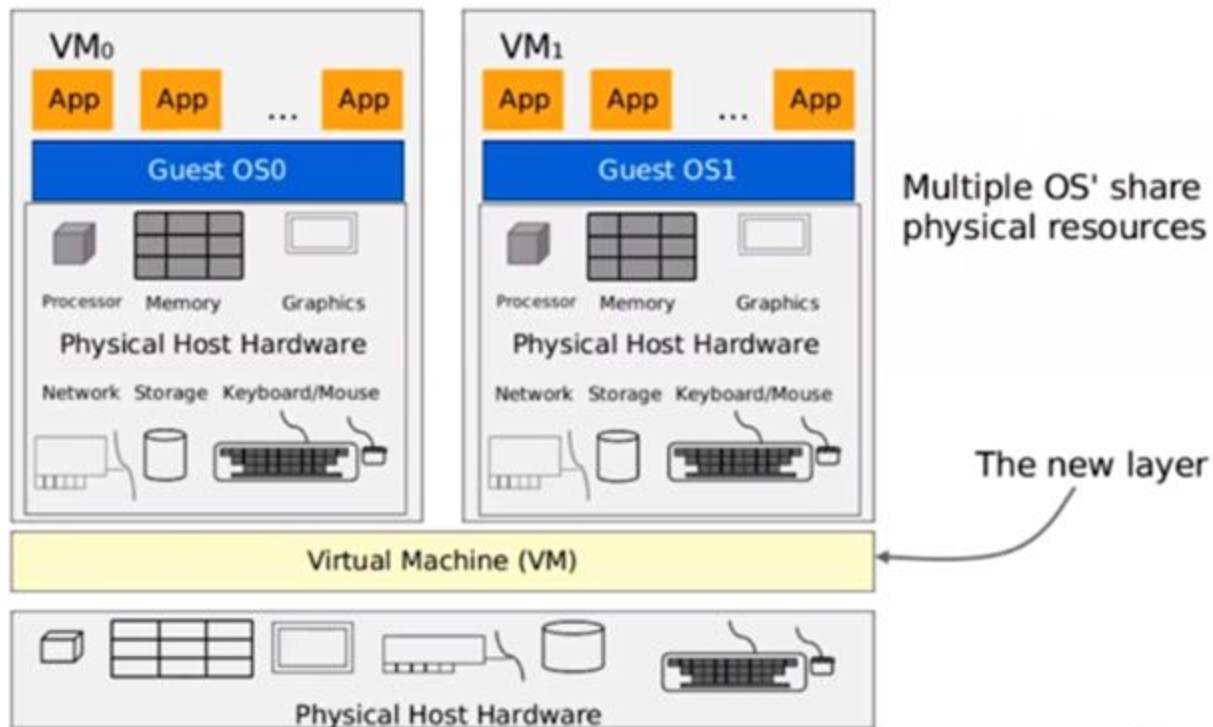 VM0
App App ... App
Guest OS0
Processor Memory Graphics
Physical Host Hardware
Network Storage Keyboard/Mouse
VM1
App App ... App
Guest OS1
Processor Memory Graphics
Physical Host Hardware
Network Storage Keyboard/Mouse
Multiple OS' share
physical resources
The new layer
Virtual Machine (VM)
Physical Host Hardware